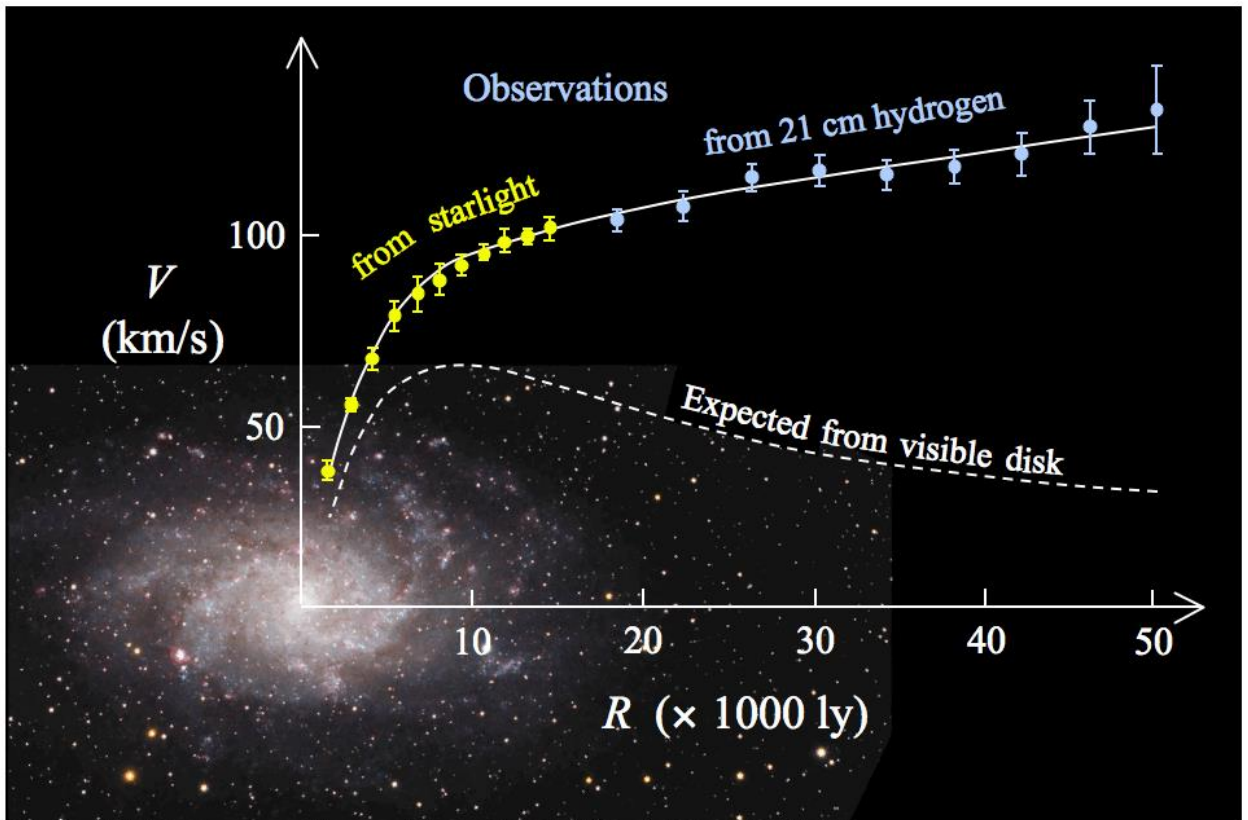 Observations
from 21 cm hydrogen
from starlight
100
V
(km/s)
50
Expected from visible disk
10
20
30
40
50
R (× 1000 ly)